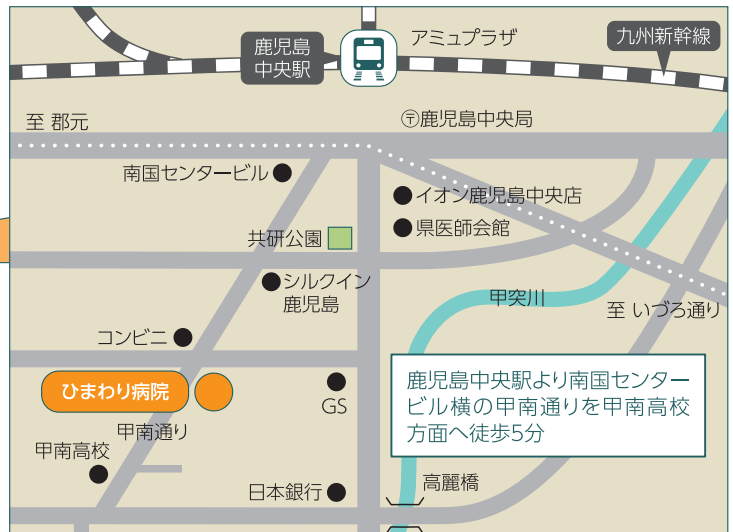 アミュプラザ
鹿児島
中央駅
九州新幹線
至 郡元
〒鹿児島中央局
南国センタービル
イオン鹿児島中央店
県医師会館
共研公園
シルクイン
鹿児島
甲突川
至 いづろ通り
コンビニ
ひまわり病院
GS
鹿児島中央駅より南国センター
ビル横の甲南通りを甲南高校
方面へ徒歩5分
甲南通り
甲南高校
日本銀行
高麗橋